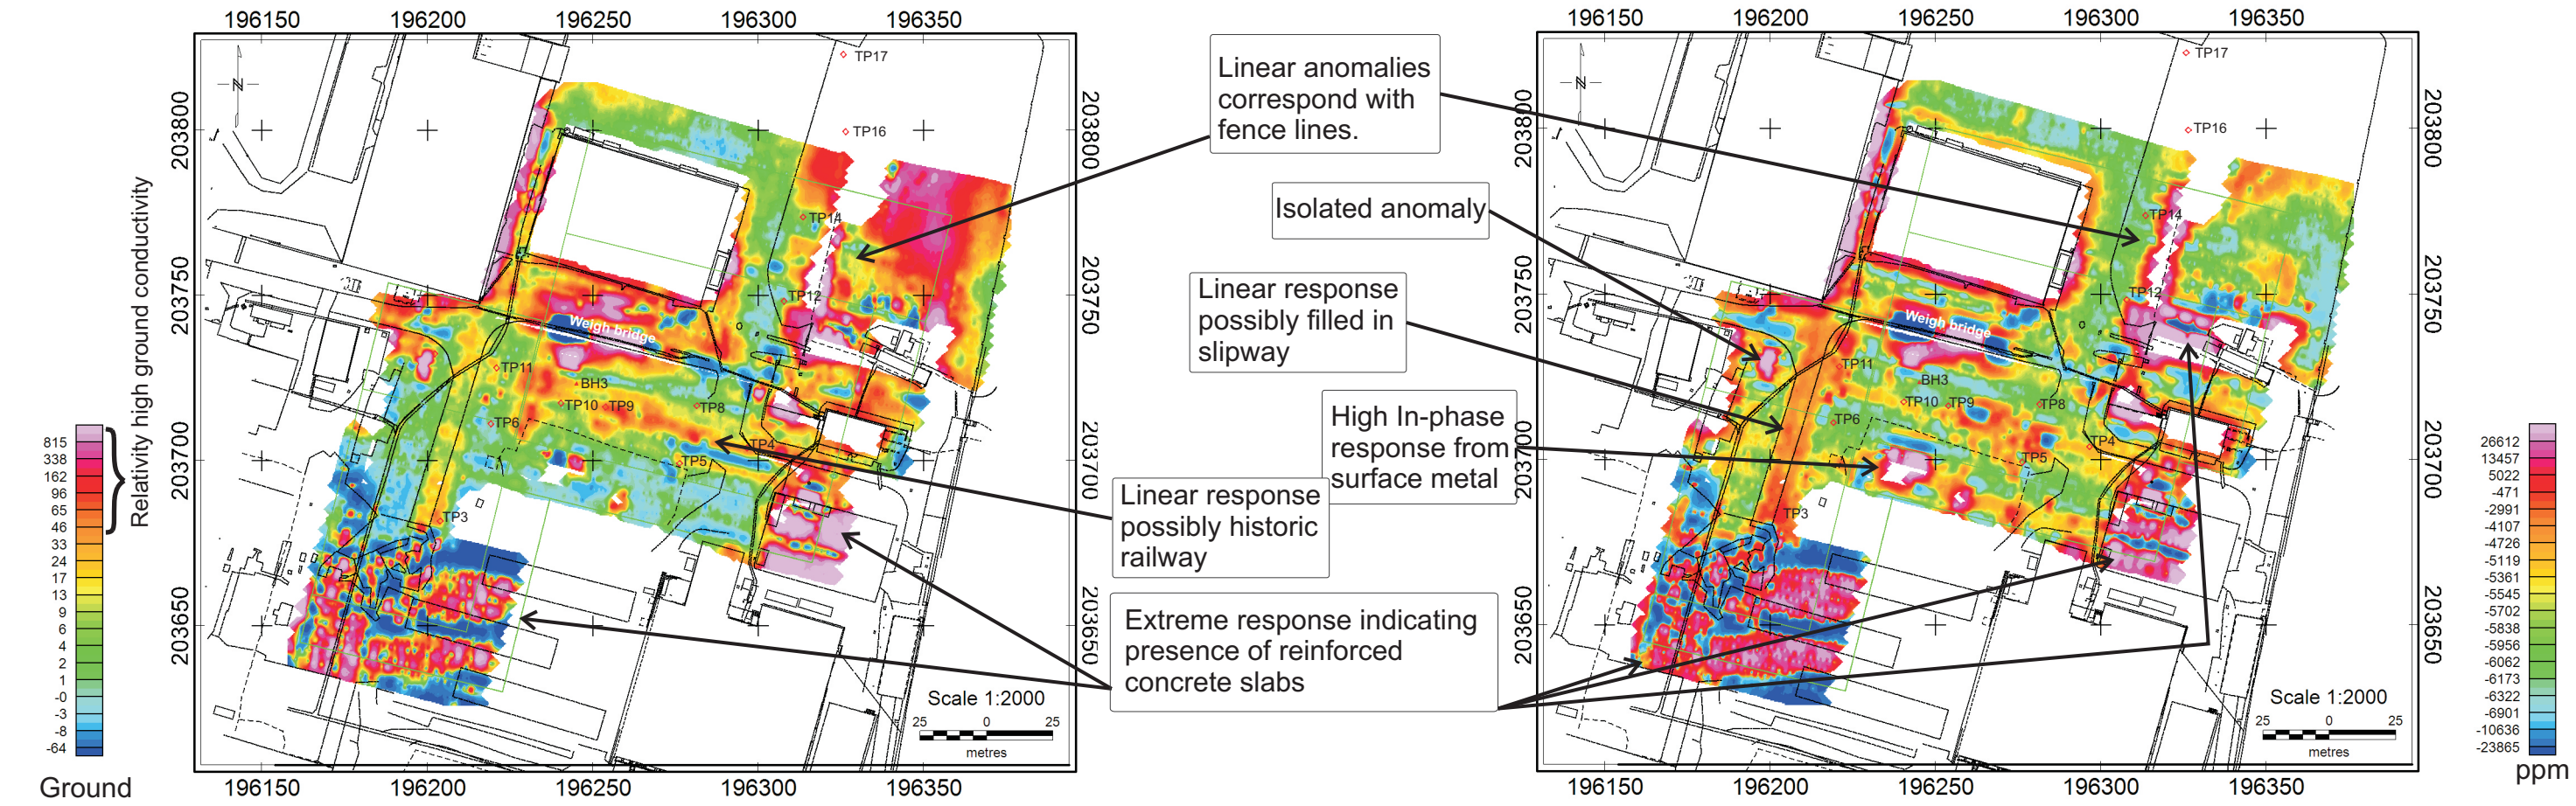 196150 196200 196250 196300 196350
203800
203750
203700
203650
203800
203750
203700
203650
N
TP17
TP16
TP14
TP12
Weigh bridge
TP11
BH3
TP10
TP9
TP8
TP6
TP4
TP5
TP3
Scale 1:2000
25 0 25
metres
196150 196200 196250 196300 196350
815
338
162
96
65
46
33
24
17
13
9
6
4
2
1
-0
-3
-8
-64
Relativity high ground conductivity
Ground
Linear anomalies
correspond with
fence lines.
Isolated anomaly
Linear response
possibly filled in
slipway
High In-phase
response from
surface metal
Linear response
possibly historic
railway
Extreme response indicating
presence of reinforced
concrete slabs
196150 196200 196250 196300 196350
203800
203750
203700
203650
203800
203750
203700
203650
N
TP17
TP16
TP14
TP12
Weigh bridge
TP11
BH3
TP10
TP9
TP8
TP6
TP4
TP5
TP3
Scale 1:2000
25 0 25
metres
196150 196200 196250 196300 196350
26612
13457
5022
-471
-2991
-4107
-4726
-5119
-5361
-5545
-5702
-5838
-5956
-6062
-6173
-6322
-6901
-10636
-23865
ppm